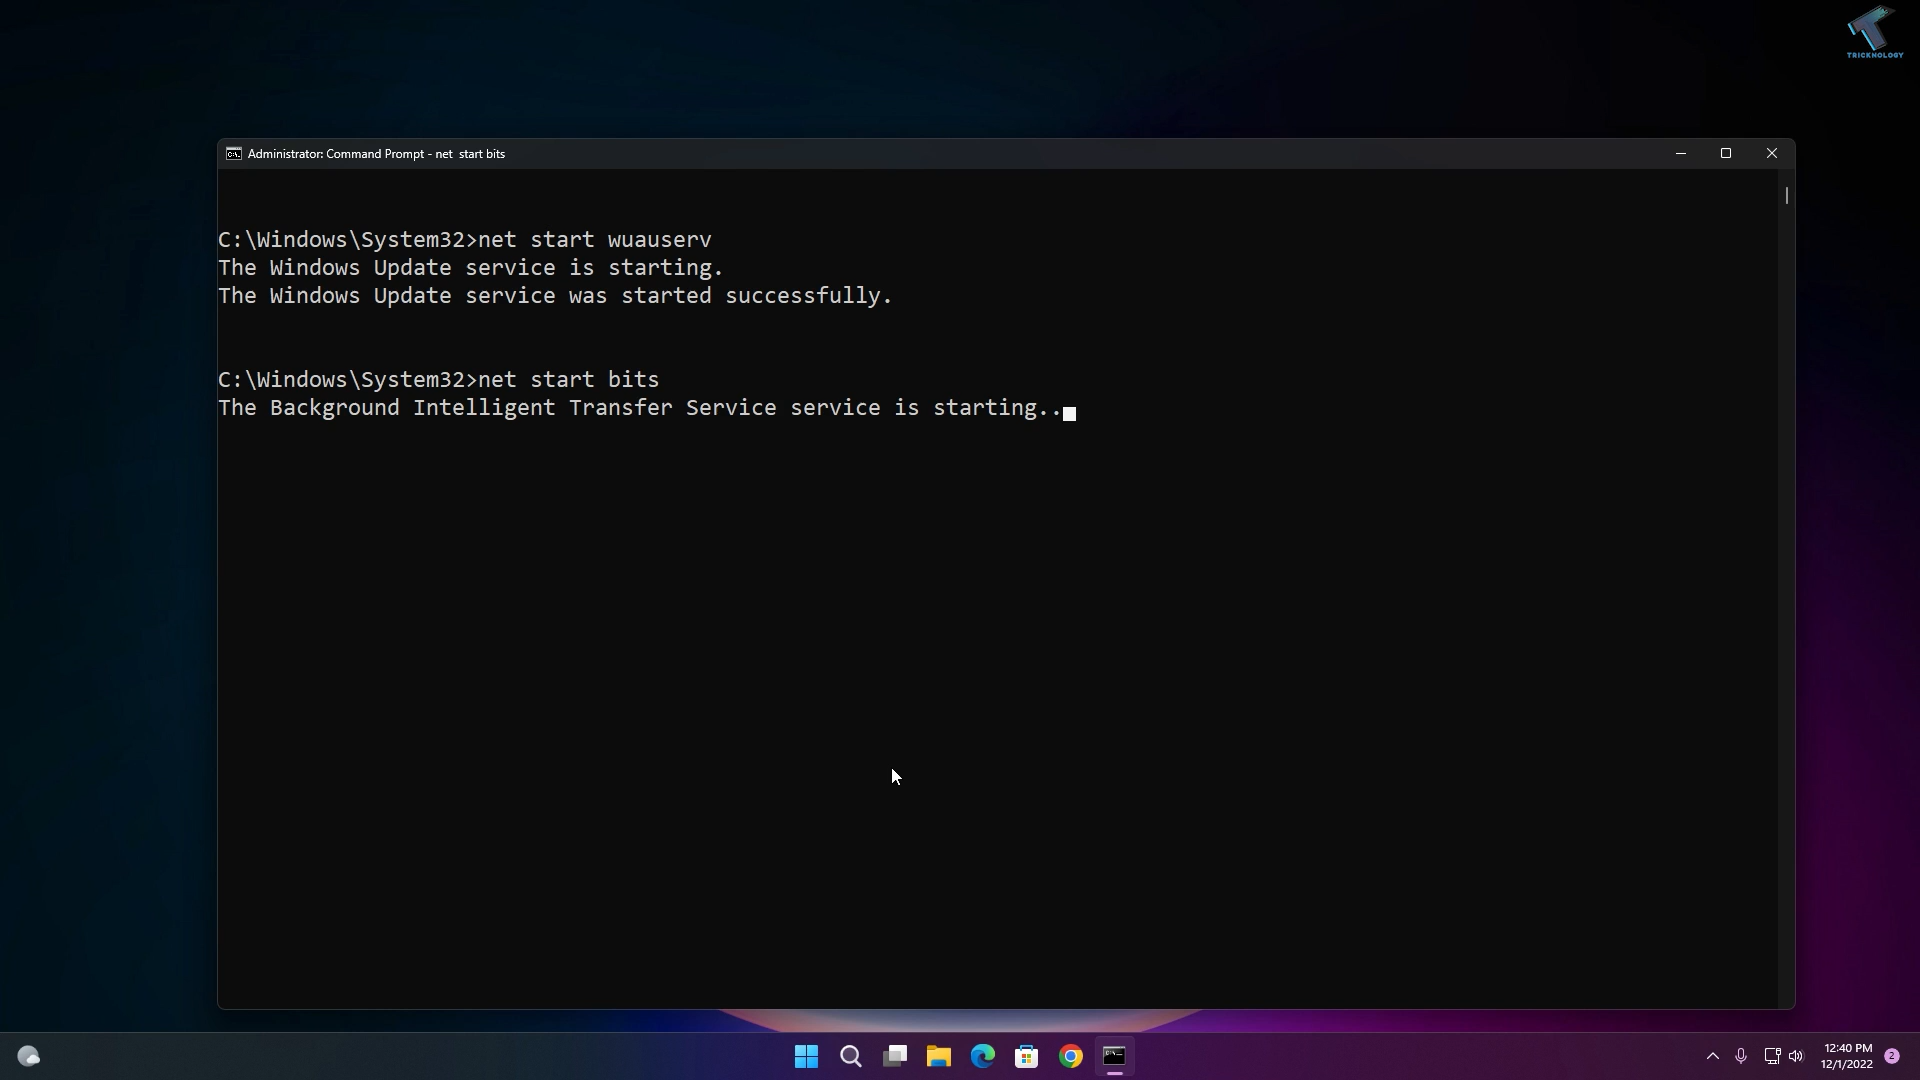 TRICKNOLOGY
Administrator: Command Prompt - net  start bits
C:\Windows\System32>net start wuauserv
The Windows Update service is starting.
The Windows Update service was started successfully.
C:\Windows\System32>net start bits
The Background Intelligent Transfer Service service is starting..
12:40 PM
12/1/2022
2